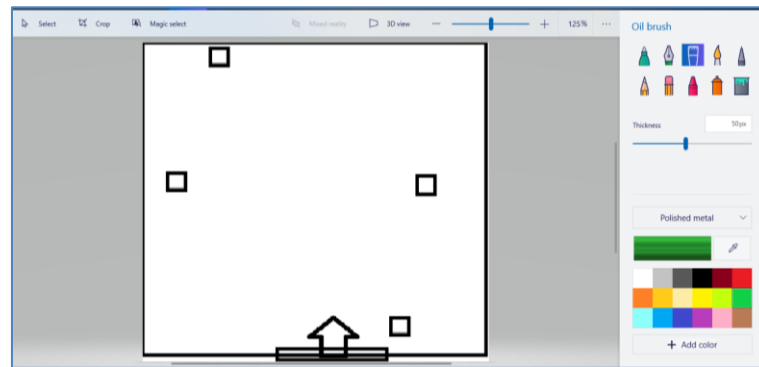 Select Crop Magic select Mixed reality 3D view 125% ...
Oil brush
Thickness 50px
Polished metal
+ Add color